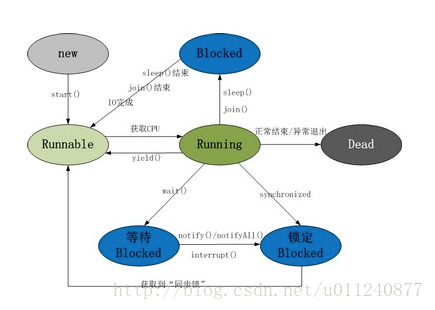 new
Blocked
sleep()结束
join()结束
IO完成
start()
sleep()
join()
Runnable
获取CPU
yield()
Running
正常结束/异常退出
Dead
wait()
synchronized
等待
Blocked
notify()/notifyAll()
interrupt()
锁定
Blocked
获取到“同步锁”
http://blog.csdn.net/u011240877